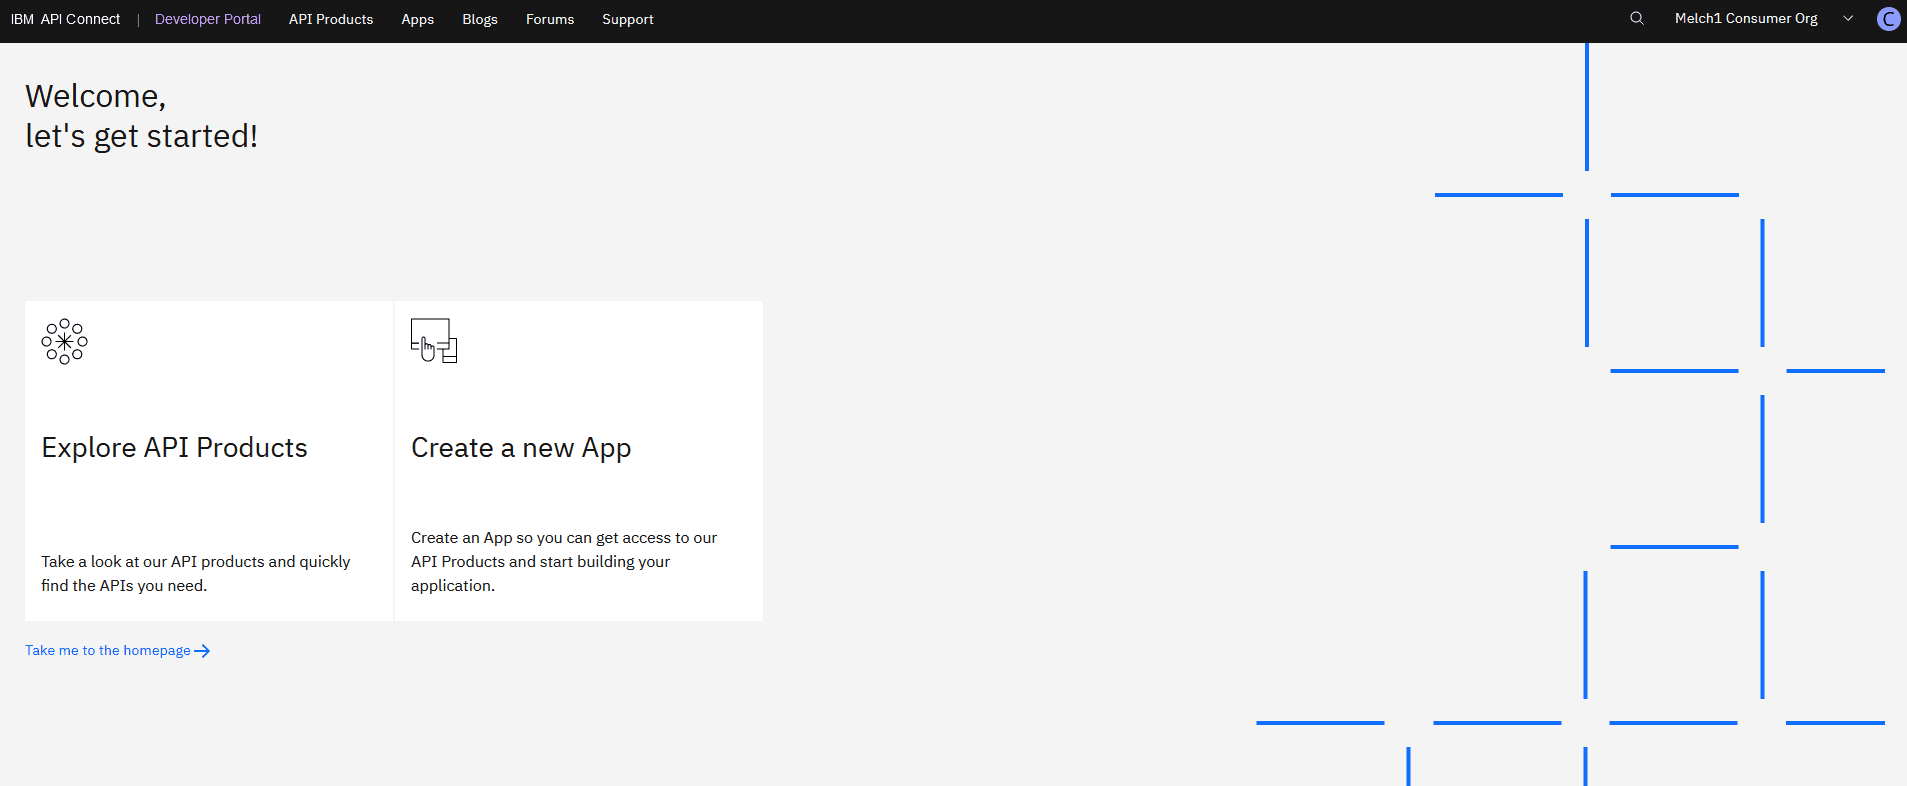 IBM API Connect | Developer Portal API Products Apps Blogs Forums Support Melch1 Consumer Org C
Welcome,
let's get started!
Explore API Products
Take a look at our API products and quickly
find the APIs you need.
Create a new App
Create an App so you can get access to our
API Products and start building your
application.
Take me to the homepage